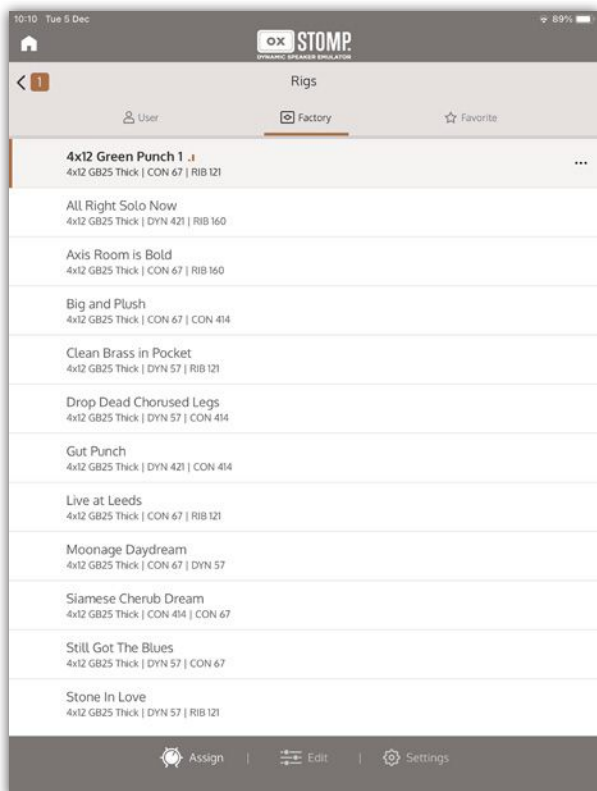 10:10 Tue 5 Dec
89%
OX STOMP
DYNAMIC SPEAKER EMULATOR
1
Rigs
User
Factory
Favorite
4x12 Green Punch 1
4x12 GB25 Thick | CON 67 | RIB 121
...
All Right Solo Now
4x12 GB25 Thick | DYN 421 | RIB 160
Axis Room is Bold
4x12 GB25 Thick | CON 67 | RIB 160
Big and Plush
4x12 GB25 Thick | CON 67 | CON 414
Clean Brass in Pocket
4x12 GB25 Thick | DYN 57 | RIB 121
Drop Dead Chorused Legs
4x12 GB25 Thick | DYN 57 | CON 414
Gut Punch
4x12 GB25 Thick | DYN 421 | CON 414
Live at Leeds
4x12 GB25 Thick | CON 67 | RIB 121
Moonage Daydream
4x12 GB25 Thick | CON 67 | DYN 57
Siamese Cherub Dream
4x12 GB25 Thick | CON 414 | CON 67
Still Got The Blues
4x12 GB25 Thick | DYN 57 | CON 67
Stone In Love
4x12 GB25 Thick | DYN 57 | RIB 121
Assign | Edit | Settings